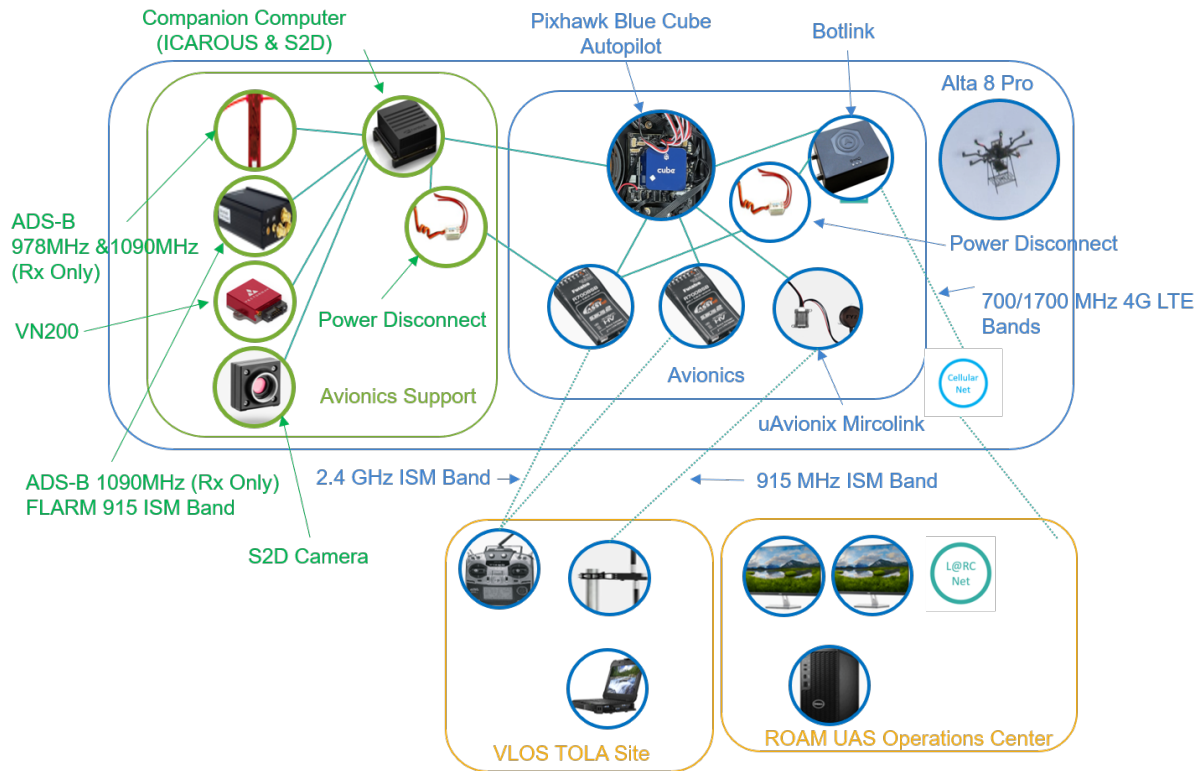 Companion Computer
(ICAROUS & S2D)
Pixhawk Blue Cube
Autopilot
Botlink
Alta 8 Pro
cube
ADS-B
978MHz &1090MHz
(Rx Only)
Power Disconnect
Power Disconnect
VN200
700/1700 MHz 4G LTE
Bands
Avionics Support
Avionics
Cellular
Net
uAvionix Mircolink
ADS-B 1090MHz (Rx Only)
FLARM 915 ISM Band
2.4 GHz ISM Band
915 MHz ISM Band
S2D Camera
L@RC
Net
VLOS TOLA Site
ROAM UAS Operations Center